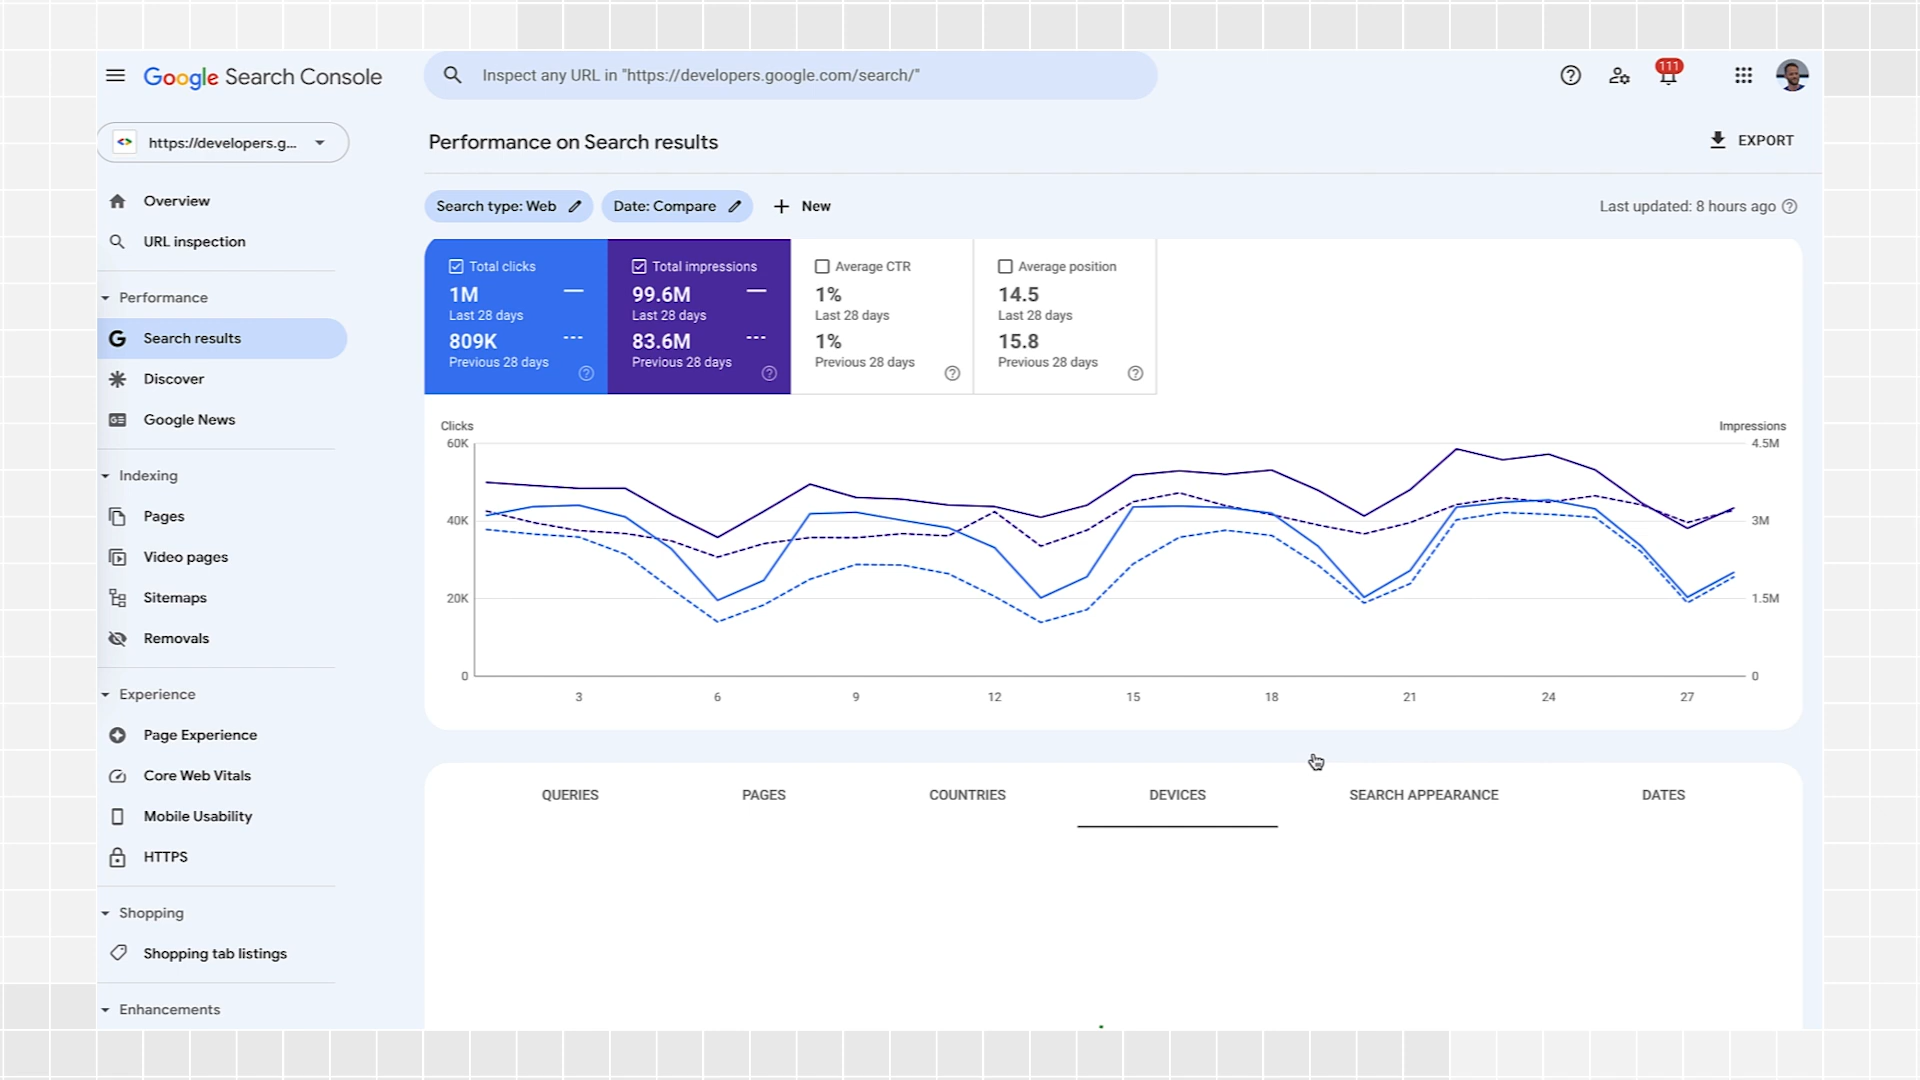 Google Search Console
Inspect any URL in "https://developers.google.com/search/"
111
https://developers.g...
Performance on Search results
EXPORT
Overview
URL inspection
Performance
Search results
Discover
Google News
Indexing
Pages
Video pages
Sitemaps
Removals
Experience
Page Experience
Core Web Vitals
Mobile Usability
HTTPS
Shopping
Shopping tab listings
Enhancements
Search type: Web
Date: Compare
New
Last updated: 8 hours ago
Total clicks
1M
Last 28 days
809K
Previous 28 days
Total impressions
99.6M
Last 28 days
83.6M
Previous 28 days
Average CTR
1%
Last 28 days
1%
Previous 28 days
Average position
14.5
Last 28 days
15.8
Previous 28 days
Clicks
Impressions
60K
4.5M
40K
3M
20K
1.5M
0
0
3 6 9 12 15 18 21 24 27
QUERIES PAGES COUNTRIES DEVICES SEARCH APPEARANCE DATES